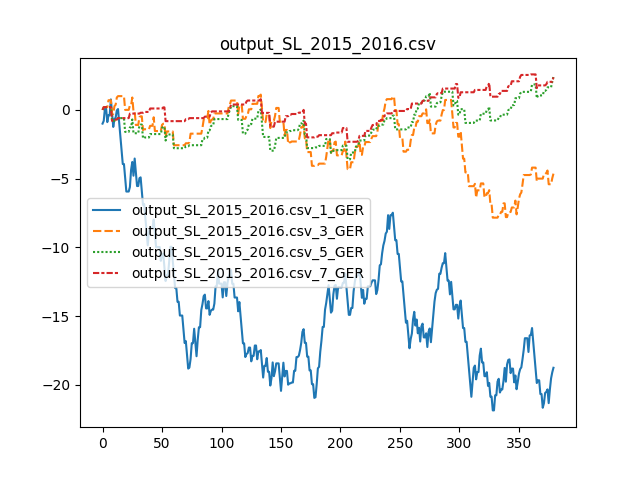 output_SL_2015_2016.csv
0
−5
−10
−15
−20
output_SL_2015_2016.csv_1_GER
output_SL_2015_2016.csv_3_GER
output_SL_2015_2016.csv_5_GER
output_SL_2015_2016.csv_7_GER
0 50 100 150 200 250 300 350